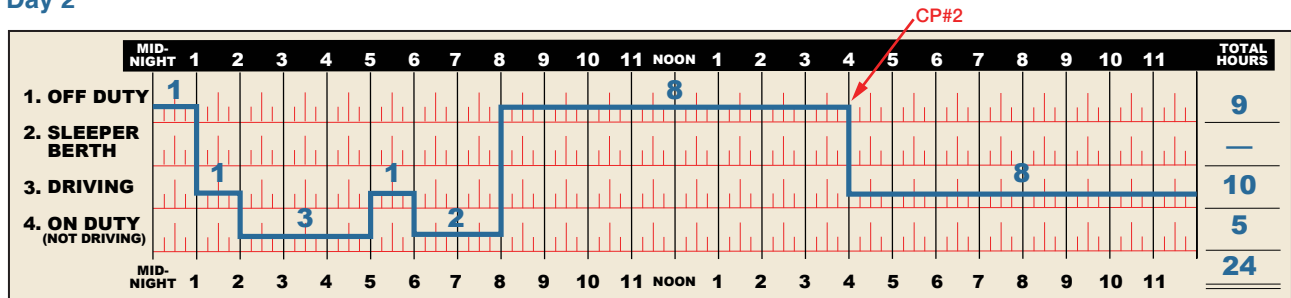 Day 2
CP#2
MID-NIGHT 1 2 3 4 5 6 7 8 9 10 11 NOON 1 2 3 4 5 6 7 8 9 10 11 TOTAL HOURS
1. OFF DUTY 1 8 9
2. SLEEPER BERTH —
3. DRIVING 1 1 8 10
4. ON DUTY (NOT DRIVING) 3 2 5
MID-NIGHT 1 2 3 4 5 6 7 8 9 10 11 NOON 1 2 3 4 5 6 7 8 9 10 11 24